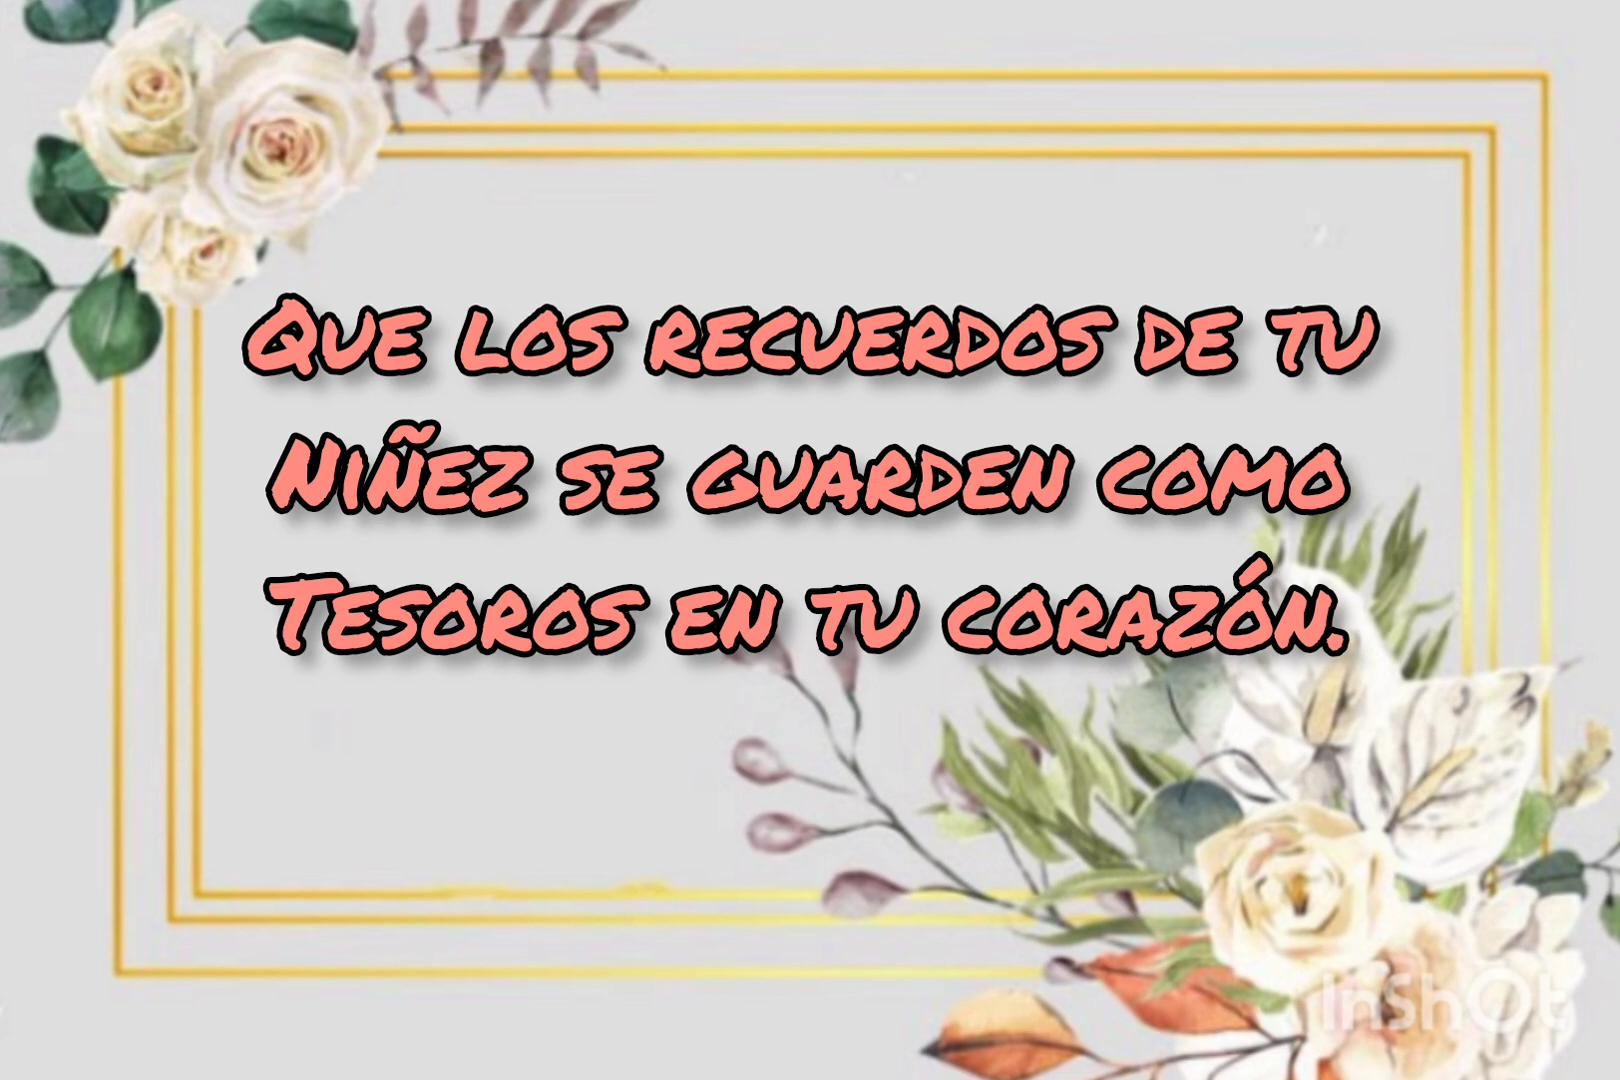 Que los recuerdos de tu
Niñez se guarden como
Tesoros en tu corazón.
InShOt